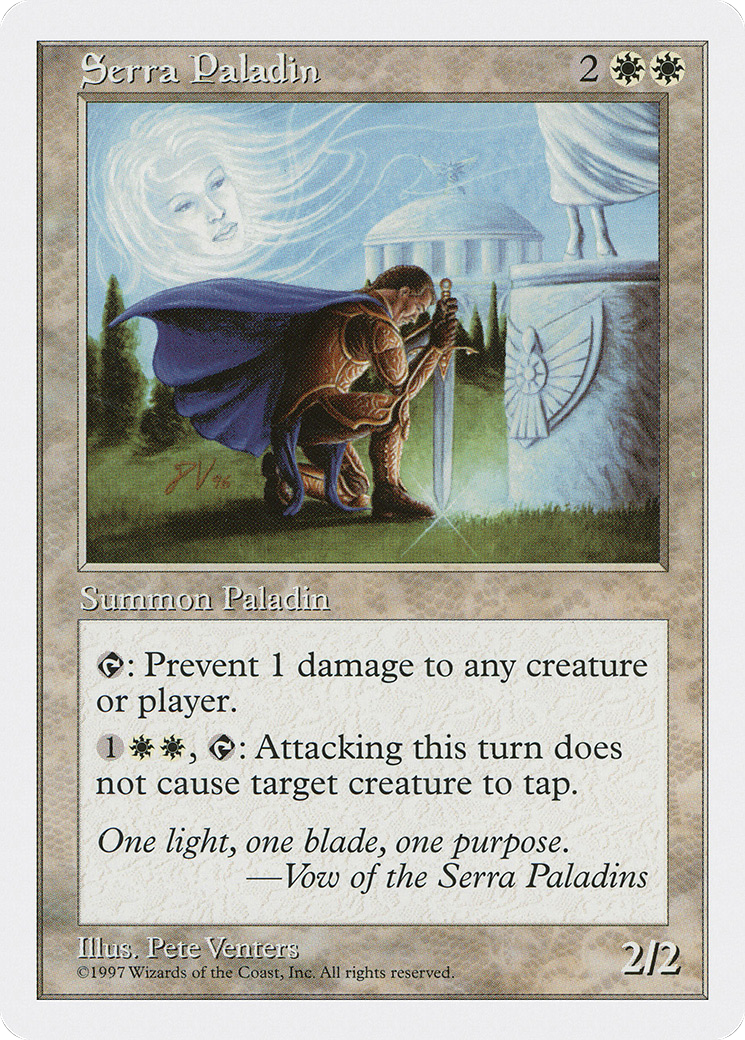 Serra Paladin 2
PV '96
Summon Paladin
: Prevent 1 damage to any creature
or player.
1 , : Attacking this turn does
not cause target creature to tap.
One light, one blade, one purpose.
—Vow of the Serra Paladins
Illus. Pete Venters
©1997 Wizards of the Coast, Inc. All rights reserved.
2/2